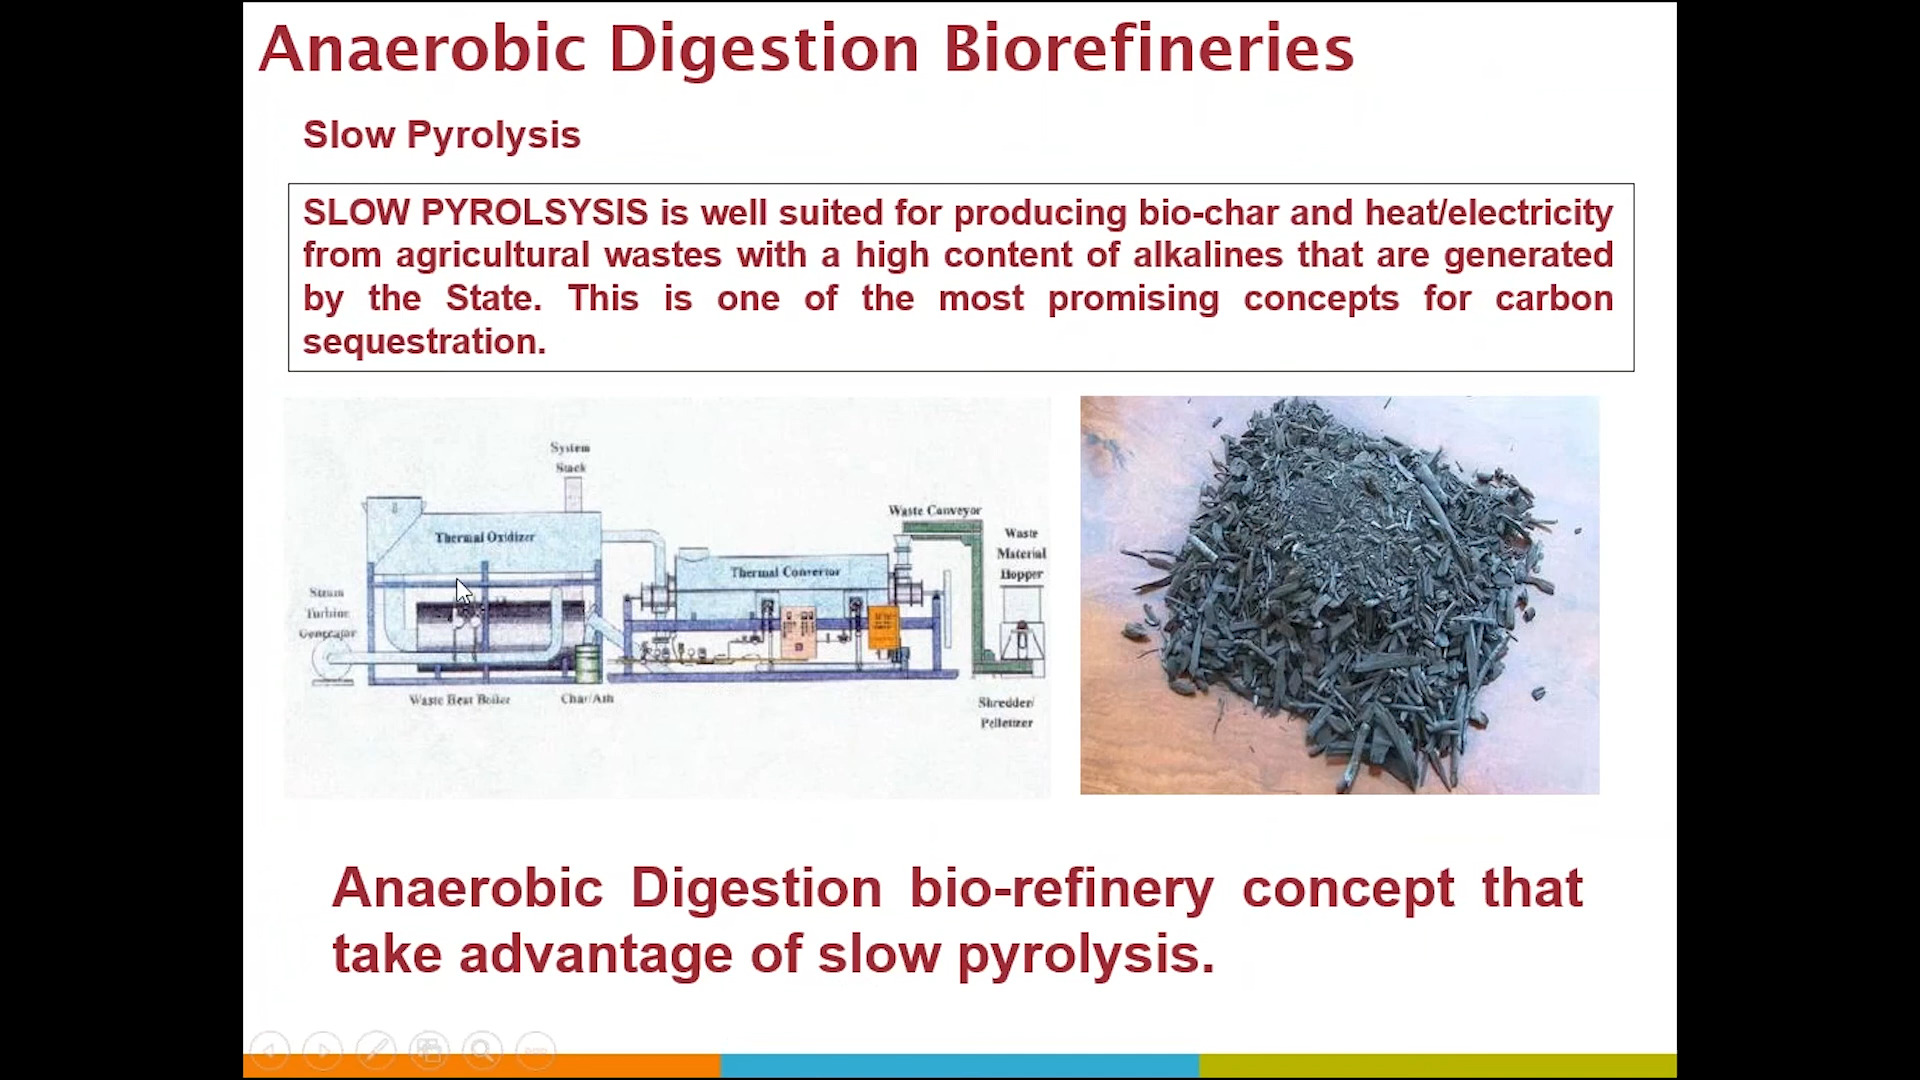 Anaerobic Digestion Biorefineries
Slow Pyrolysis
SLOW PYROLSYSIS is well suited for producing bio-char and heat/electricity
from agricultural wastes with a high content of alkalines that are generated
by the State. This is one of the most promising concepts for carbon
sequestration.
System
Stack
Thermal Oxidizer
Waste Conveyor
Waste
Material
Hopper
Thermal Convertor
Steam
Turbine
Generator
Waste Heat Boiler
Char/Ash
Shredder/
Pelletizer
Anaerobic Digestion bio-refinery concept that
take advantage of slow pyrolysis.